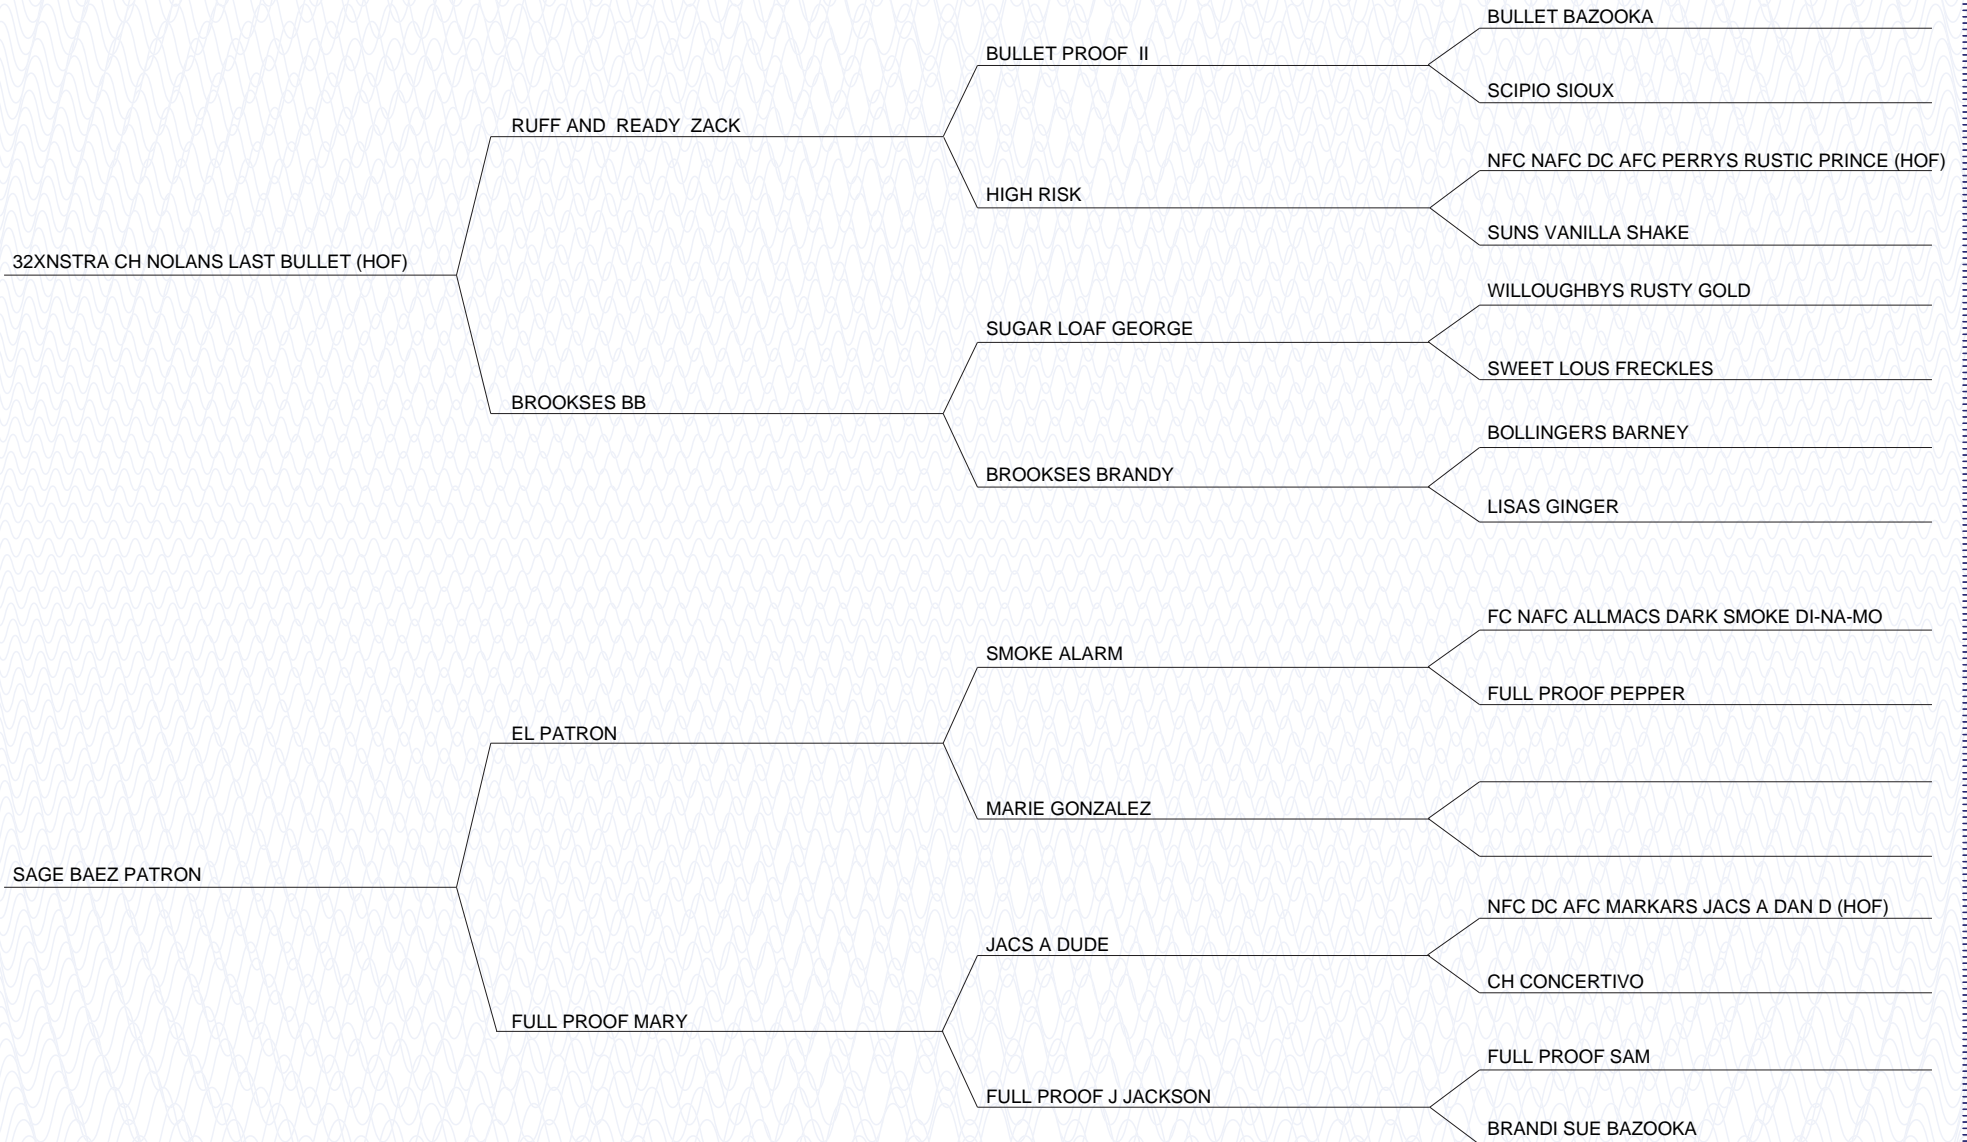 BULLET BAZOOKA
BULLET PROOF  II
SCIPIO SIOUX
RUFF AND  READY  ZACK
NFC NAFC DC AFC PERRYS RUSTIC PRINCE (HOF)
HIGH RISK
SUNS VANILLA SHAKE
32XNSTRA CH NOLANS LAST BULLET (HOF)
WILLOUGHBYS RUSTY GOLD
SUGAR LOAF GEORGE
SWEET LOUS FRECKLES
BROOKSES BB
BOLLINGERS BARNEY
BROOKSES BRANDY
LISAS GINGER
FC NAFC ALLMACS DARK SMOKE DI-NA-MO
SMOKE ALARM
FULL PROOF PEPPER
EL PATRON
MARIE GONZALEZ
SAGE BAEZ PATRON
NFC DC AFC MARKARS JACS A DAN D (HOF)
JACS A DUDE
CH CONCERTIVO
FULL PROOF MARY
FULL PROOF SAM
FULL PROOF J JACKSON
BRANDI SUE BAZOOKA